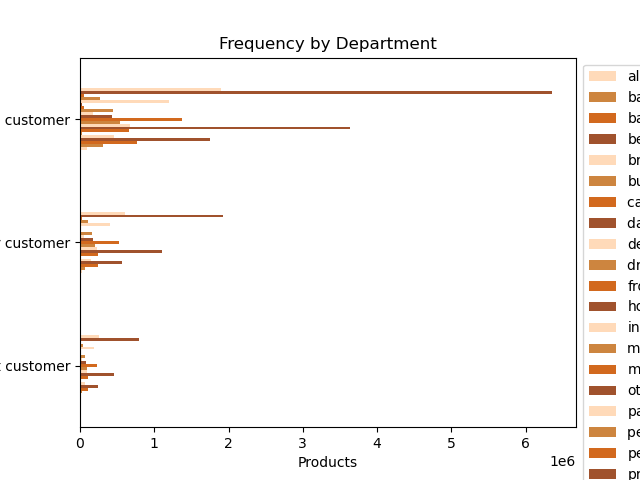 Frequency by Department
customer
customer
customer
0 1 2 3 4 5 6
1e6
Products
al
ba
ba
be
br
bu
ca
da
de
dr
fro
ho
in
m
m
ot
pa
pe
pe
pr